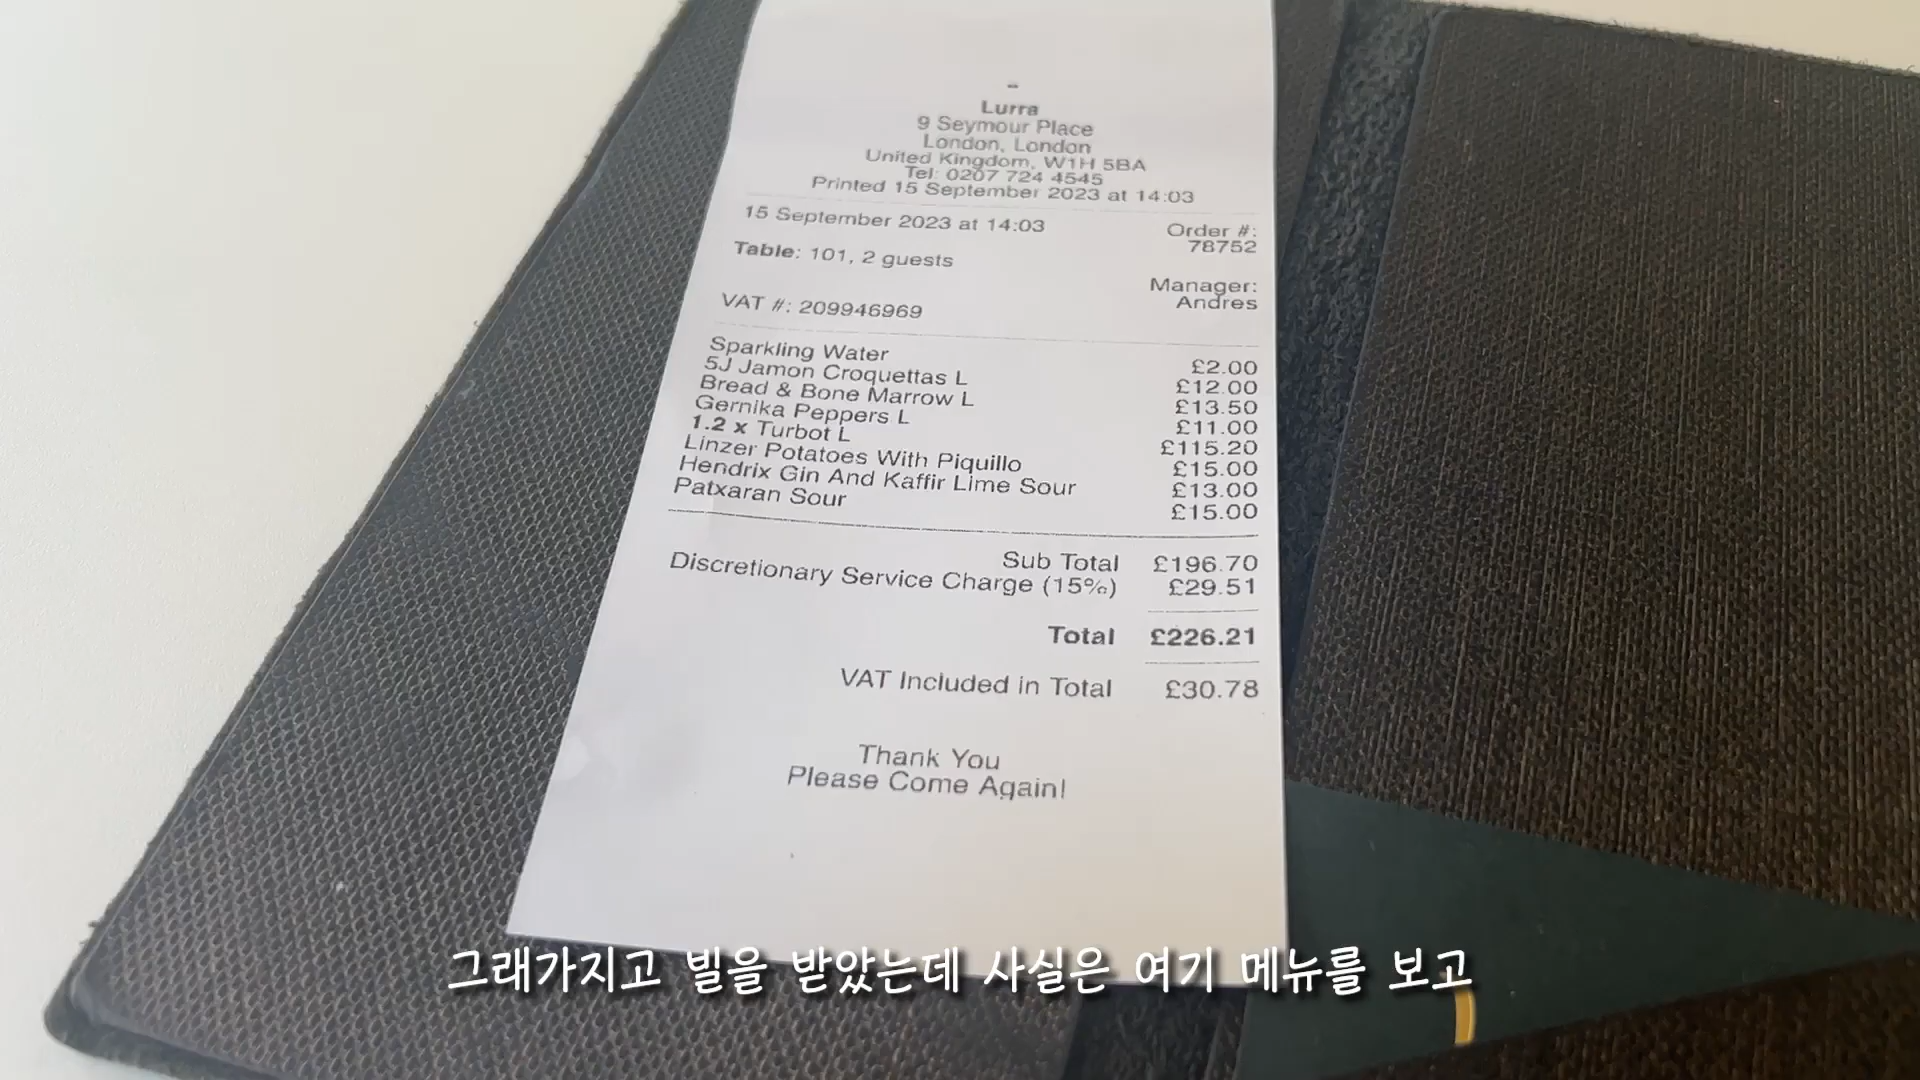 Lurra
9 Seymour Place
London, London
United Kingdom, W1H 5BA
Tel: 0207 724 4545
Printed 15 September 2023 at 14:03
15 September 2023 at 14:03
Order #:
78752
Table: 101, 2 guests
Manager:
Andres
VAT #: 209946969
Sparkling Water £2.00
5J Jamon Croquettas L £12.00
Bread & Bone Marrow L £13.50
Gernika Peppers L £11.00
1.2 x Turbot L £115.20
Linzer Potatoes With Piquillo £15.00
Hendrix Gin And Kaffir Lime Sour £13.00
Patxaran Sour £15.00
Sub Total £196.70
Discretionary Service Charge (15%) £29.51
Total £226.21
VAT Included in Total £30.78
Thank You
Please Come Again!
그래가지고 빌을 받았는데 사실은 여기 메뉴를 보고